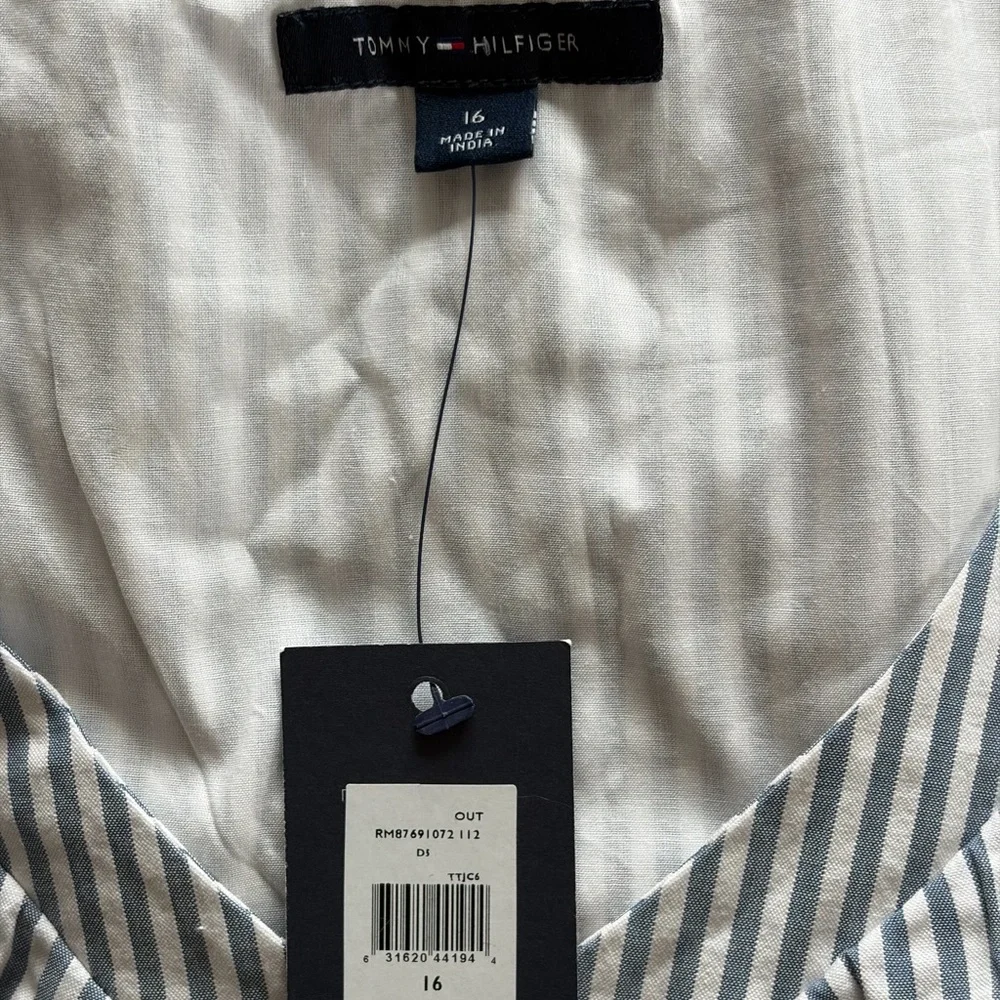 TOMMY HILFIGER
16
MADE IN
INDIA
OUT
RM87691072 112
D5
TTJC6
6 31620 44194 4
16